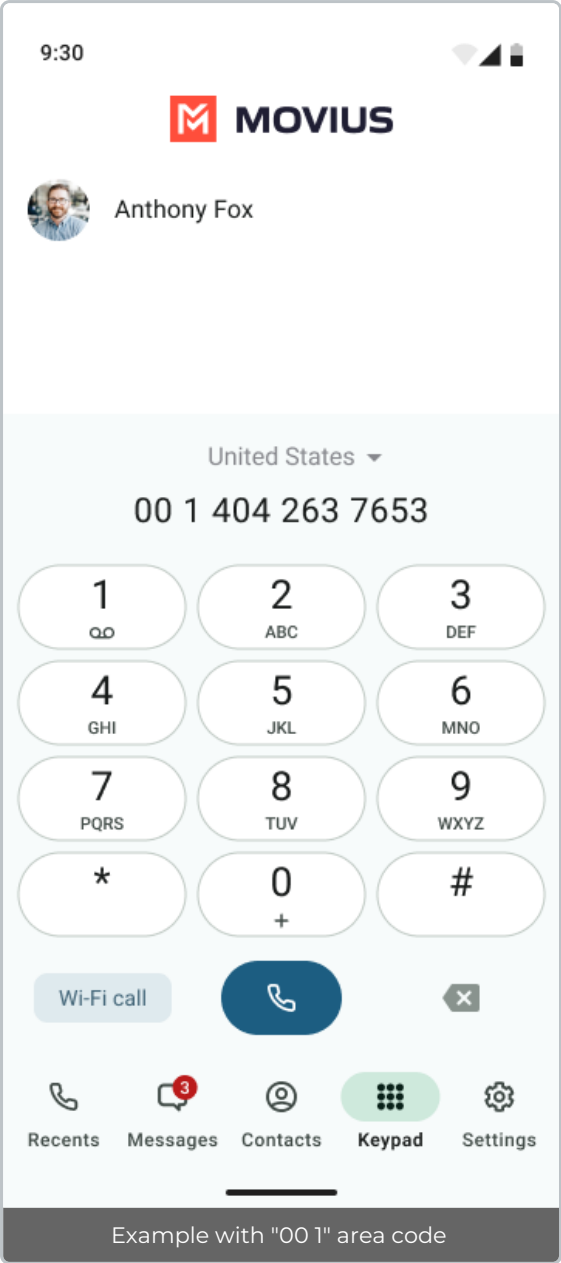 9:30
MOVIUS
Anthony Fox
United States
00 1 404 263 7653
1 2 3
ABC DEF
4 5 6
GHI JKL MNO
7 8 9
PQRS TUV WXYZ
* 0 #
+
Wi-Fi call
3
Recents Messages Contacts Keypad Settings
Example with "00 1" area code